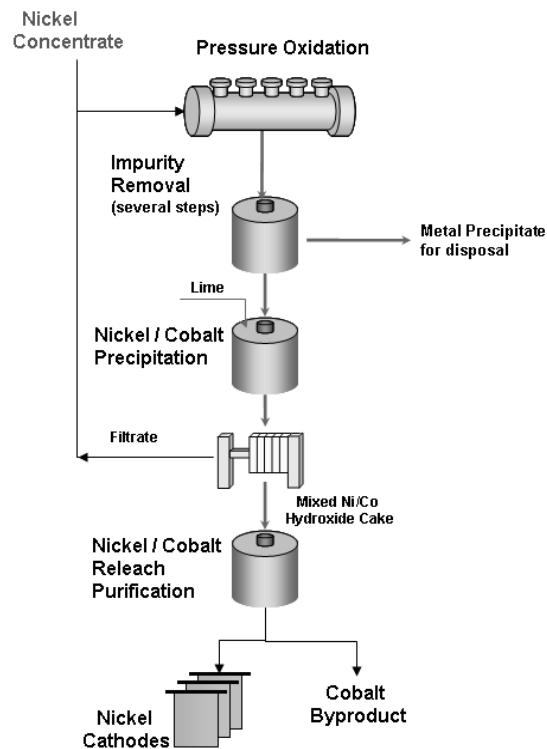 Nickel
Concentrate
Pressure Oxidation
Impurity
Removal
(several steps)
Metal Precipitate
for disposal
Lime
Nickel / Cobalt
Precipitation
Filtrate
Mixed Ni/Co
Hydroxide Cake
Nickel / Cobalt
Releach
Purification
Nickel
Cathodes
Cobalt
Byproduct